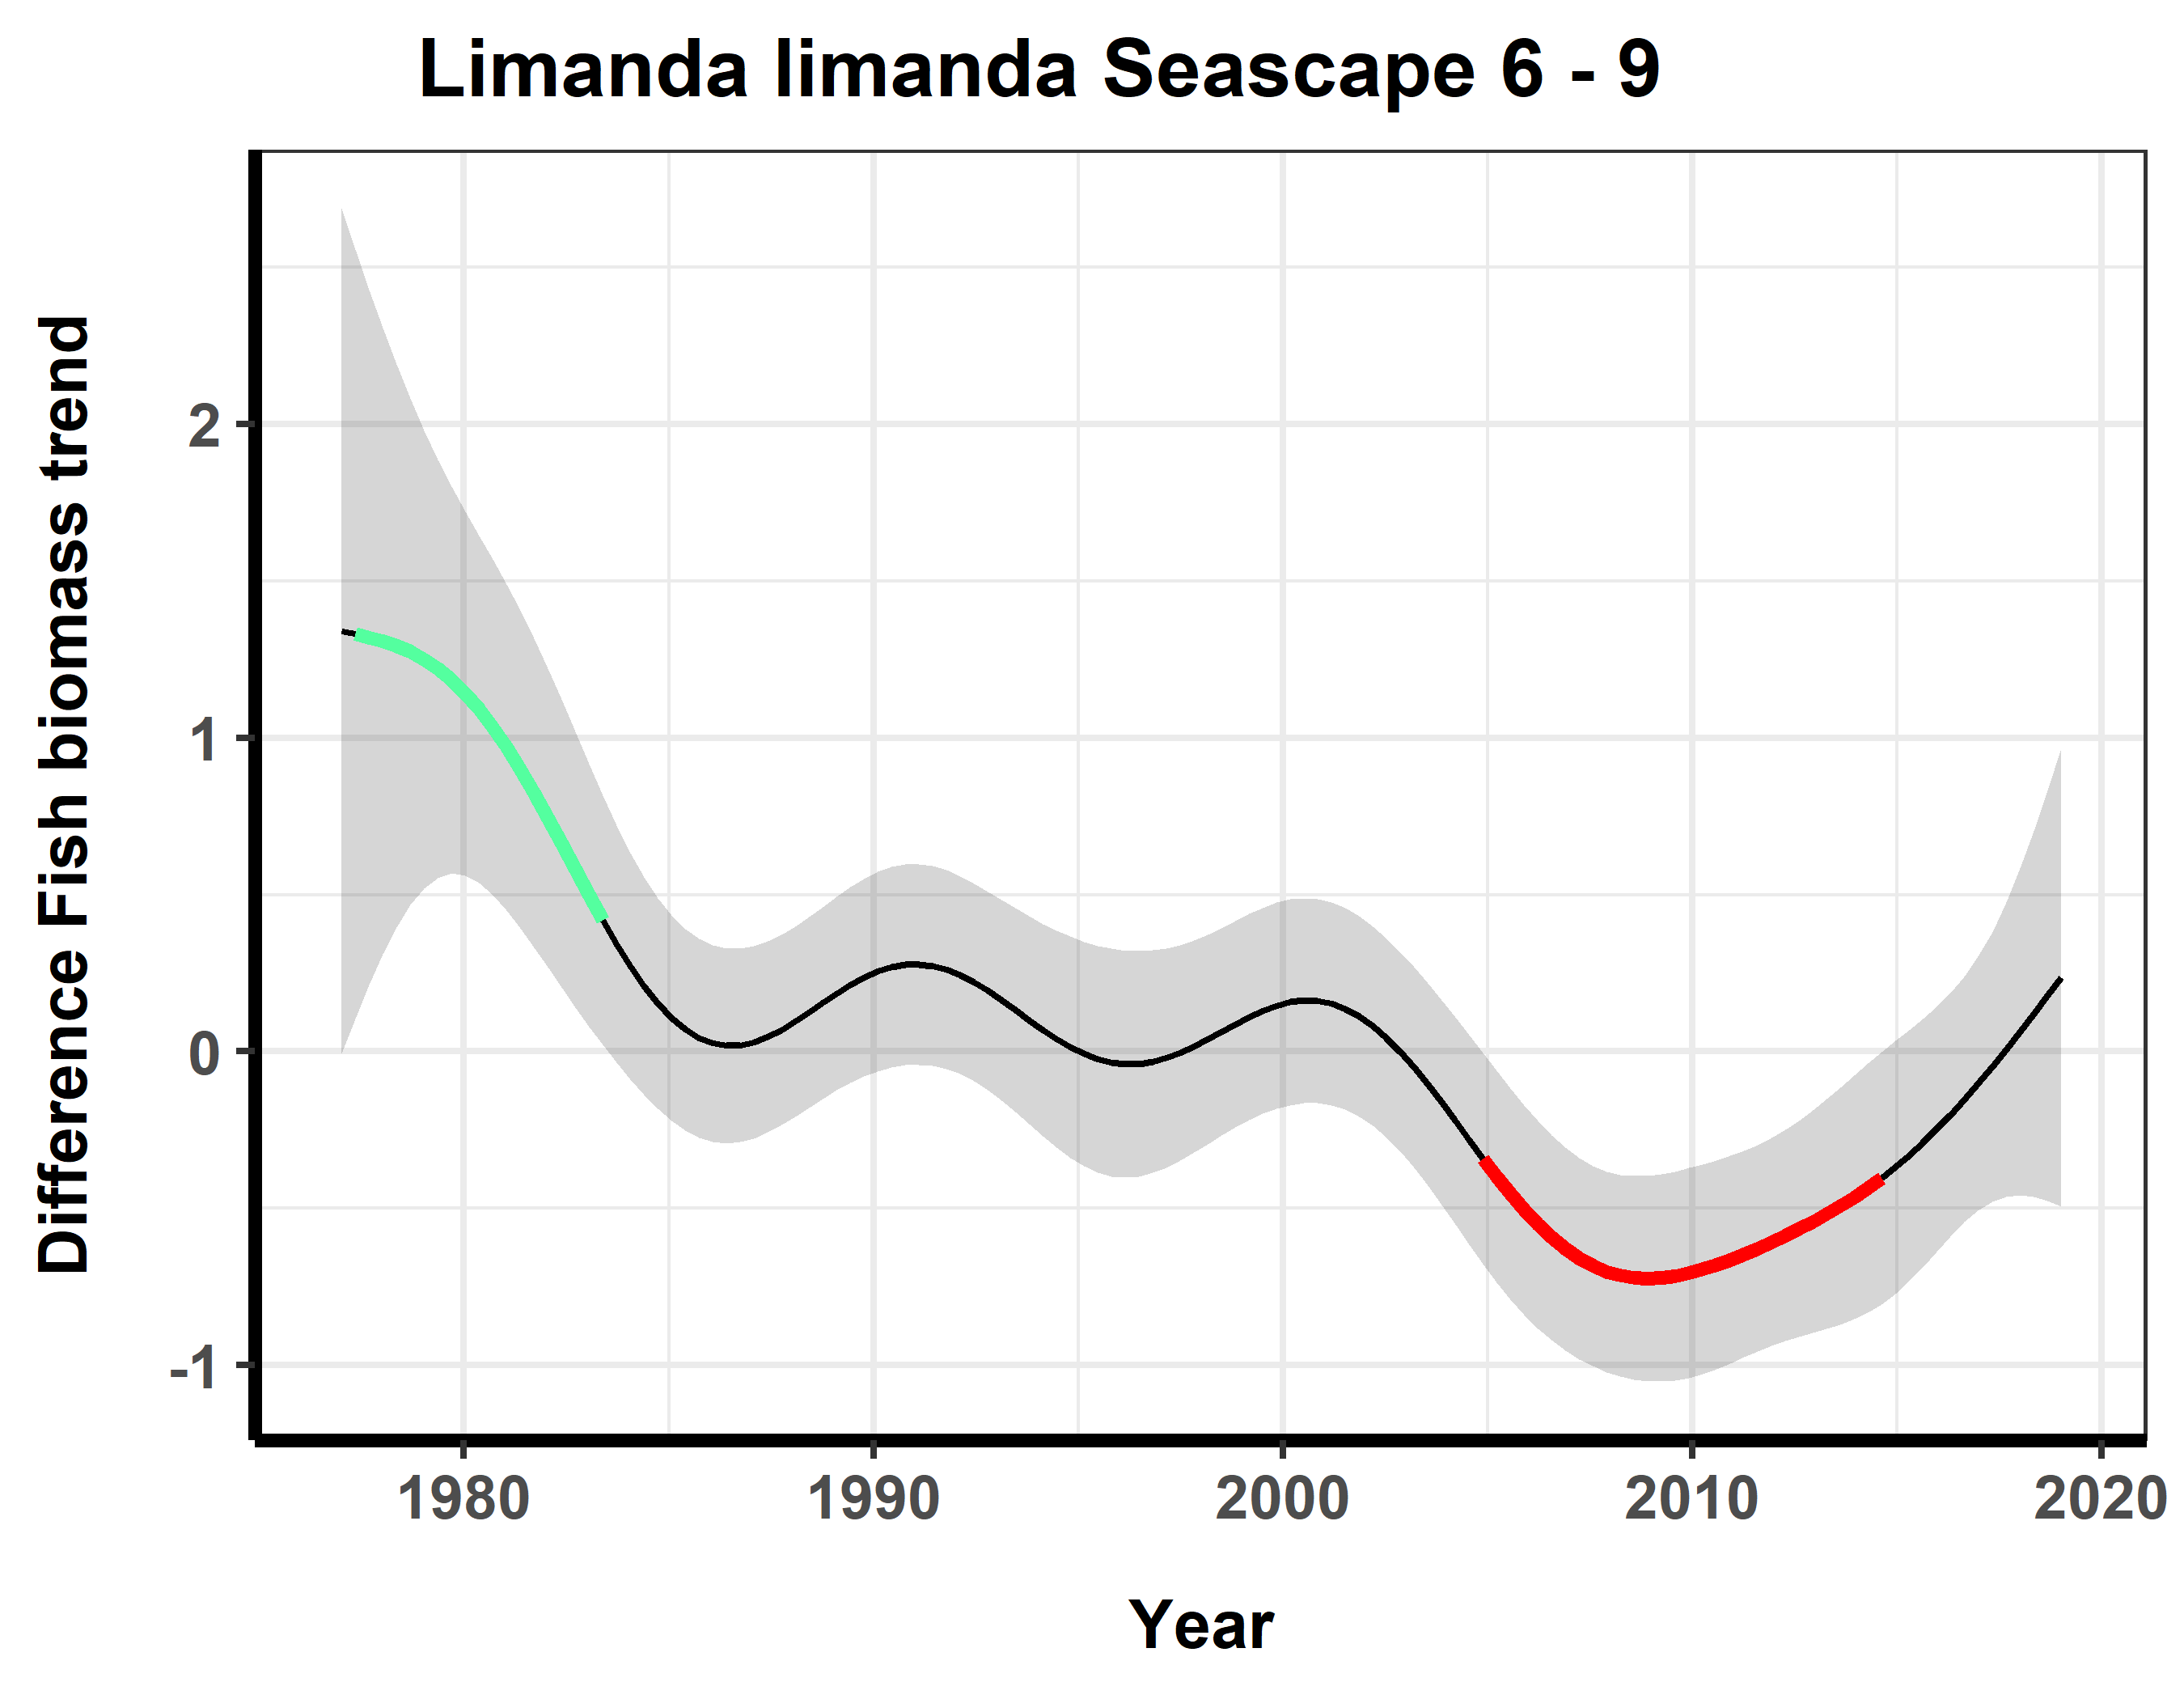 Limanda limanda Seascape 6 - 9
Difference Fish biomass trend
2
1
0
-1
1980 1990 2000 2010 2020
Year